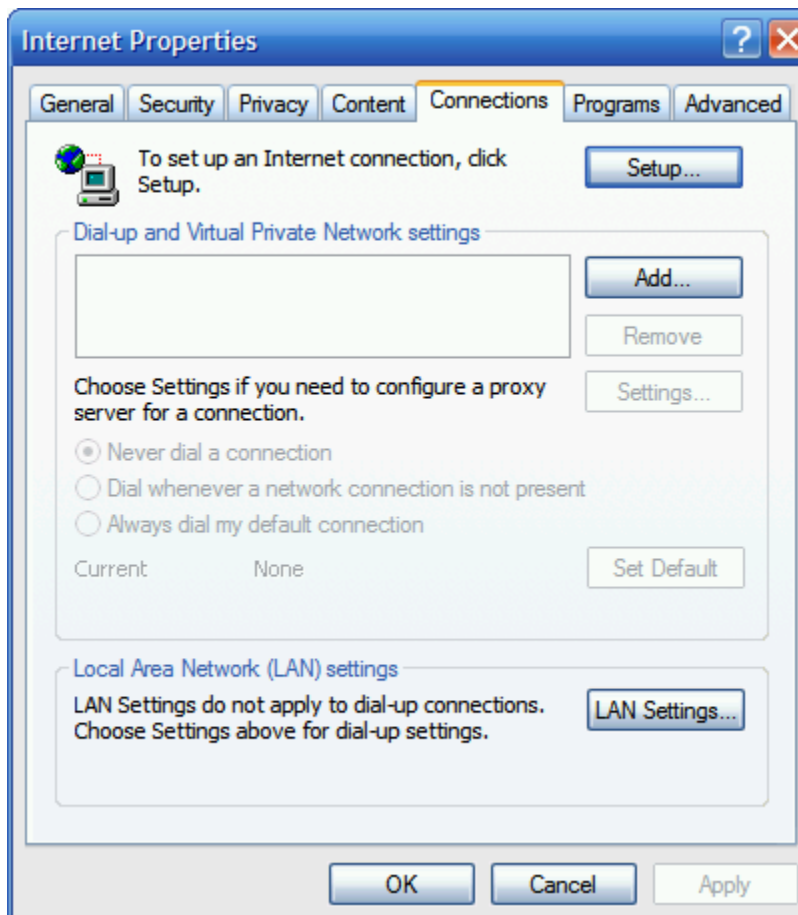 Internet Properties
?
General Security Privacy Content Connections Programs Advanced
To set up an Internet connection, click
Setup.
Setup...
Dial-up and Virtual Private Network settings
Add...
Remove
Choose Settings if you need to configure a proxy
server for a connection.
Settings...
Never dial a connection
Dial whenever a network connection is not present
Always dial my default connection
Current None
Set Default
Local Area Network (LAN) settings
LAN Settings do not apply to dial-up connections.
Choose Settings above for dial-up settings.
LAN Settings...
OK Cancel Apply